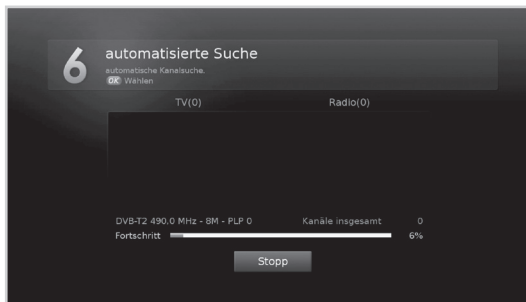 6
automatisierte Suche
automatische Kanalsuche.
OK Wählen
TV(0) Radio(0)
DVB-T2 490,0 MHz - 8M - PLP 0 Kanäle insgesamt 0
Fortschritt 6%
Stopp